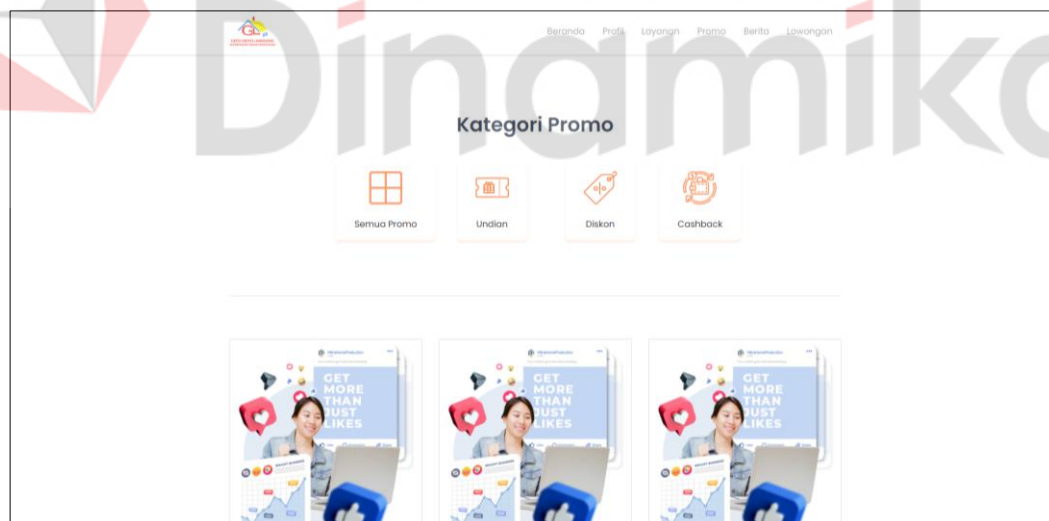 Dinamika
GL
Beranda Profil Layanan Promo Berita Lowongan
Kategori Promo
Semua Promo Undian Diskon Cashback
GET MORE THAN JUST LIKES
GET MORE THAN JUST LIKES
GET MORE THAN JUST LIKES